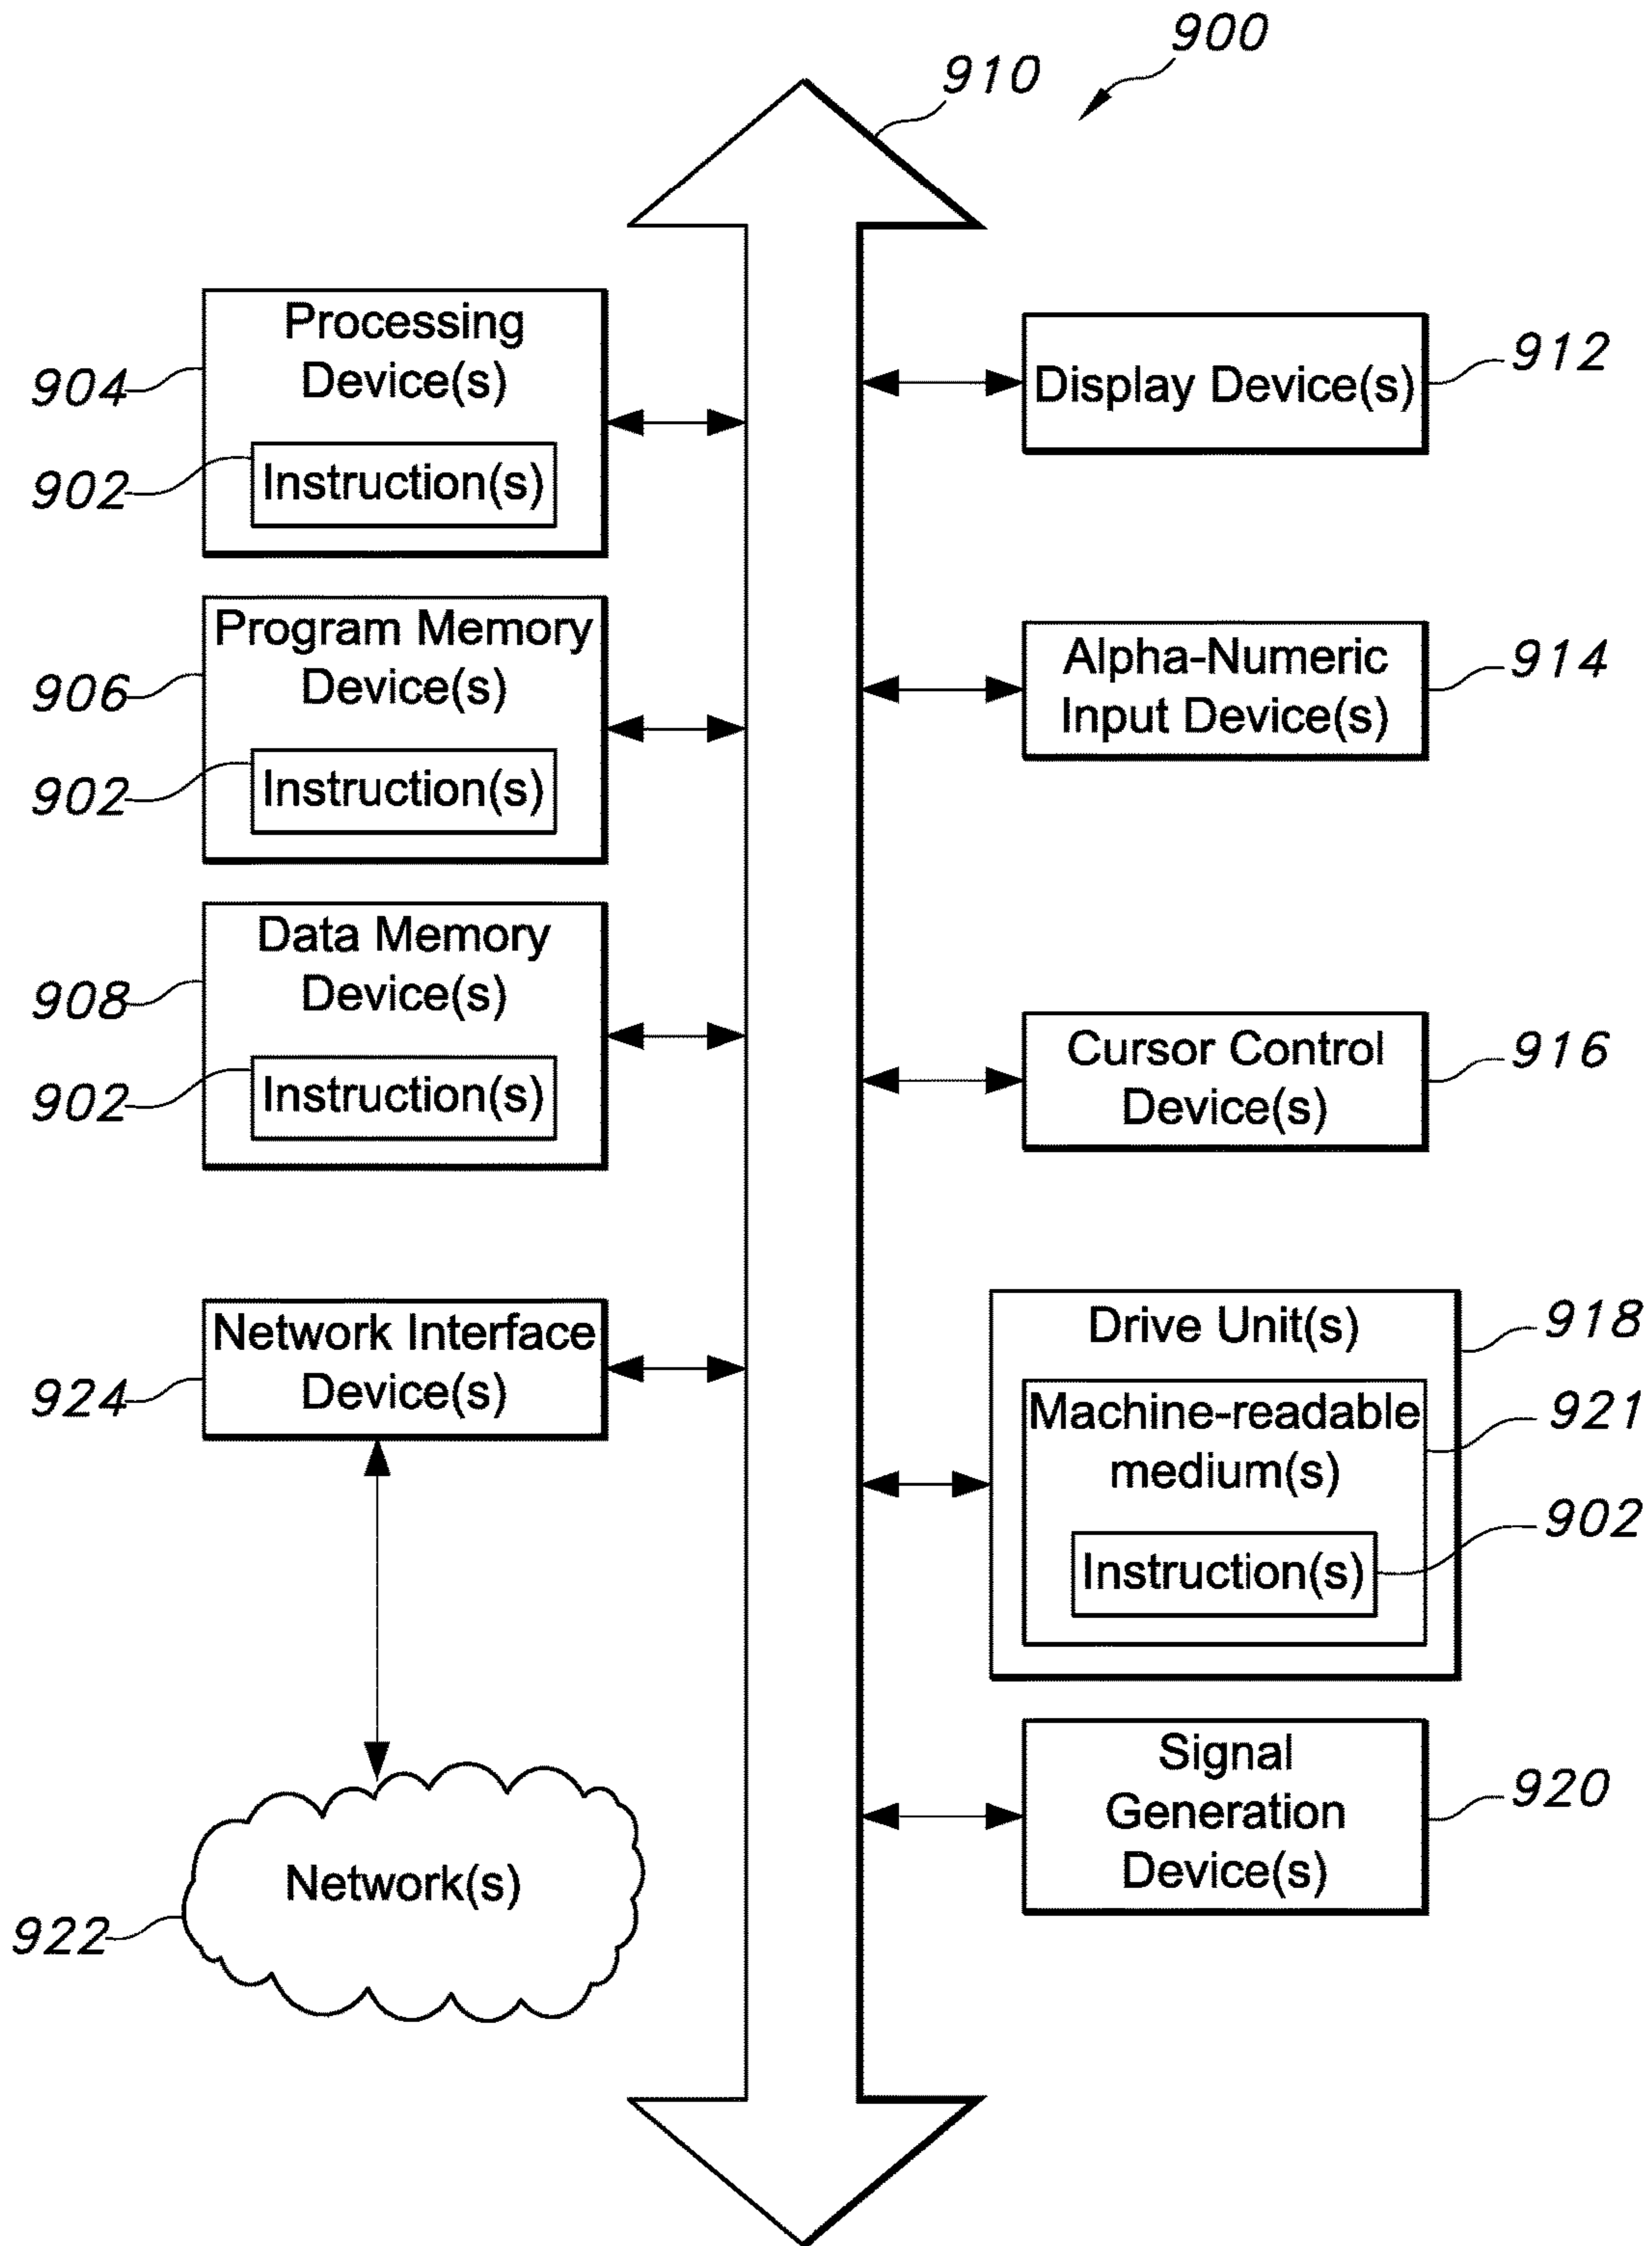 900
910
Processing
Device(s)
904
Instruction(s)
902
Program Memory
Device(s)
906
Instruction(s)
902
Data Memory
Device(s)
908
Instruction(s)
902
Network Interface
Device(s)
924
Network(s)
922
Display Device(s)
912
Alpha-Numeric
Input Device(s)
914
Cursor Control
Device(s)
916
Drive Unit(s)
918
Machine-readable
medium(s)
921
Instruction(s)
902
Signal
Generation
Device(s)
920